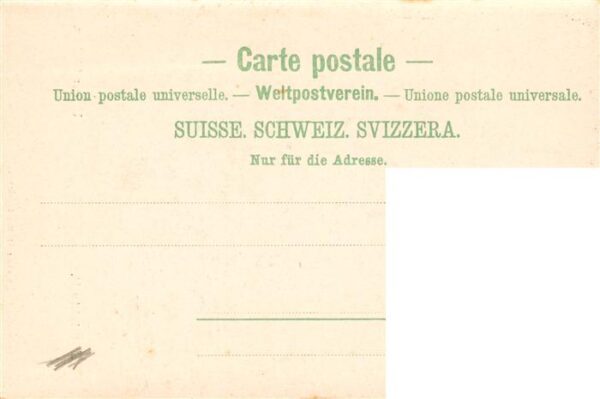 — Carte postale —
Union postale universelle. — Weltpostverein. — Unione postale universale.
SUISSE. SCHWEIZ. SVIZZERA.
Nur für die Adresse.